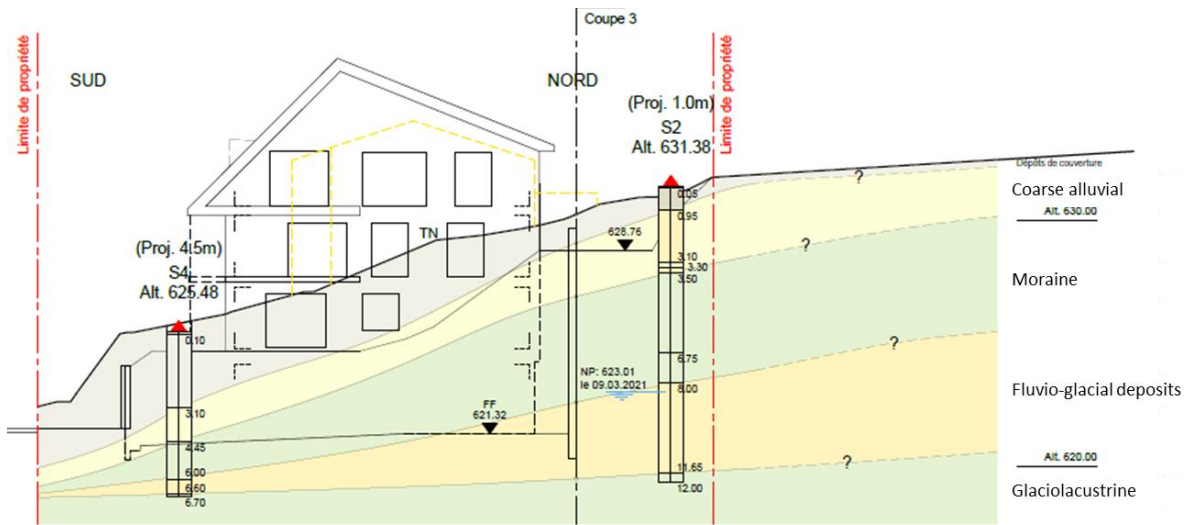 Coupe 3
Limite de propriété
SUD
NORD
Limite de propriété
(Proj. 1.0m)
S2
Alt. 631.38
Dépôts de couverture
?
0.05
Coarse alluvial
0.95
Alt. 630.00
TN
628.76
(Proj. 4.5m)
S4
Alt. 625.48
3.10
3.30
3.50
?
Moraine
0.10
6.75
?
NP: 623.01
le 09.03.2021
8.00
Fluvio-glacial deposits
FF
621.32
3.10
4.45
6.00
6.60
6.70
11.65
12.00
?
Alt. 620.00
Glaciolacustrine